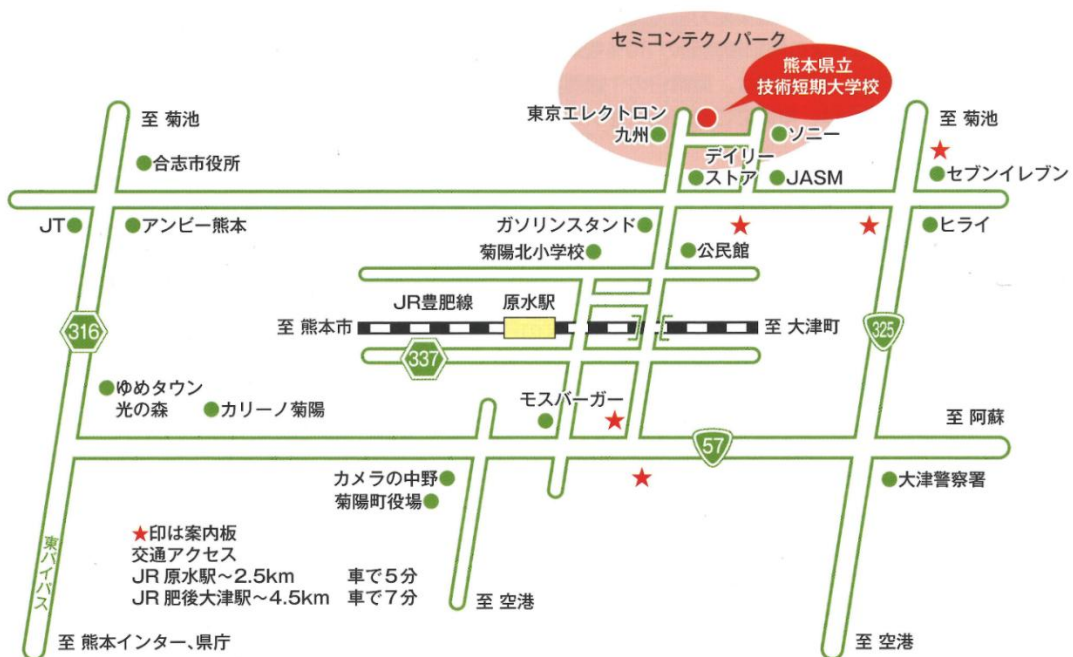 セミコンテクノパーク
熊本県立
技術短期大学校
至 菊池
東京エレクトロン
九州
ソニー
至 菊池
合志市役所
デイリー
ストア
JASM
セブンイレブン
JT
アンビー熊本
ガソリンスタンド
ヒライ
菊陽北小学校
公民館
JR豊肥線
原水駅
316
至 熊本市
至 大津町
325
337
ゆめタウン
光の森
カリーノ菊陽
モスバーガー
至 阿蘇
57
カメラの中野
菊陽町役場
大津警察署
★印は案内板
交通アクセス
JR 原水駅～2.5km 車で5分
JR 肥後大津駅～4.5km 車で7分
東バイパス
至 空港
至 熊本インター、県庁
至 空港